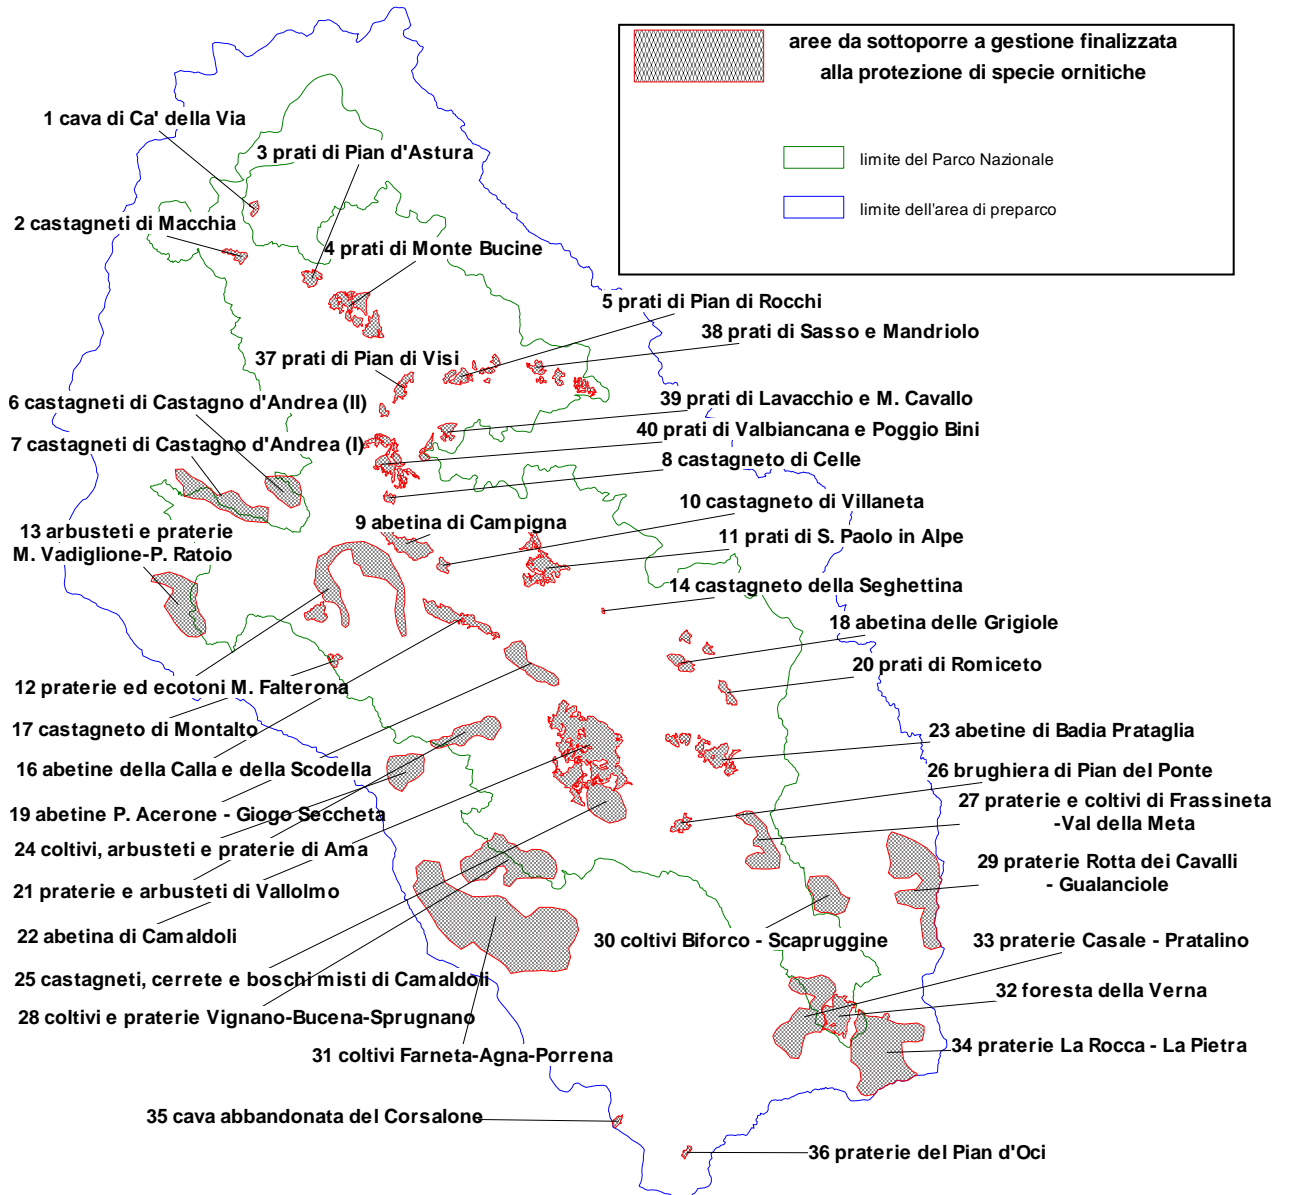 aree da sottoporre a gestione finalizzata
alla protezione di specie ornitiche
limite del Parco Nazionale
limite dell'area di preparco
1 cava di Ca' della Via
3 prati di Pian d'Astura
2 castagneti di Macchia
4 prati di Monte Bucine
5 prati di Pian di Rocchi
38 prati di Sasso e Mandriolo
37 prati di Pian di Visi
39 prati di Lavacchio e M. Cavallo
6 castagneti di Castagno d'Andrea (II)
40 prati di Valbiancana e Poggio Bini
7 castagneti di Castagno d'Andrea (I)
8 castagneto di Celle
10 castagneto di Villaneta
9 abetina di Campigna
13 arbusteti e praterie
M. Vadiglione-P. Ratoio
11 prati di S. Paolo in Alpe
14 castagneto della Seghettina
18 abetina delle Grigiole
20 prati di Romiceto
12 praterie ed ecotoni M. Falterona
17 castagneto di Montalto
23 abetine di Badia Prataglia
16 abetine della Calla e della Scodella
26 brughiera di Pian del Ponte
27 praterie e coltivi di Frassineta
-Val della Meta
19 abetine P. Acerone - Giogo Seccheta
24 coltivi, arbusteti e praterie di Ama
29 praterie Rotta dei Cavalli
- Gualanciole
21 praterie e arbusteti di Vallolmo
22 abetina di Camaldoli
30 coltivi Biforco - Scapruggine
33 praterie Casale - Pratalino
25 castagneti, cerrete e boschi misti di Camaldoli
32 foresta della Verna
28 coltivi e praterie Vignano-Bucena-Sprugnano
34 praterie La Rocca - La Pietra
31 coltivi Farneta-Agna-Porrena
35 cava abbandonata del Corsalone
36 praterie del Pian d'Oci